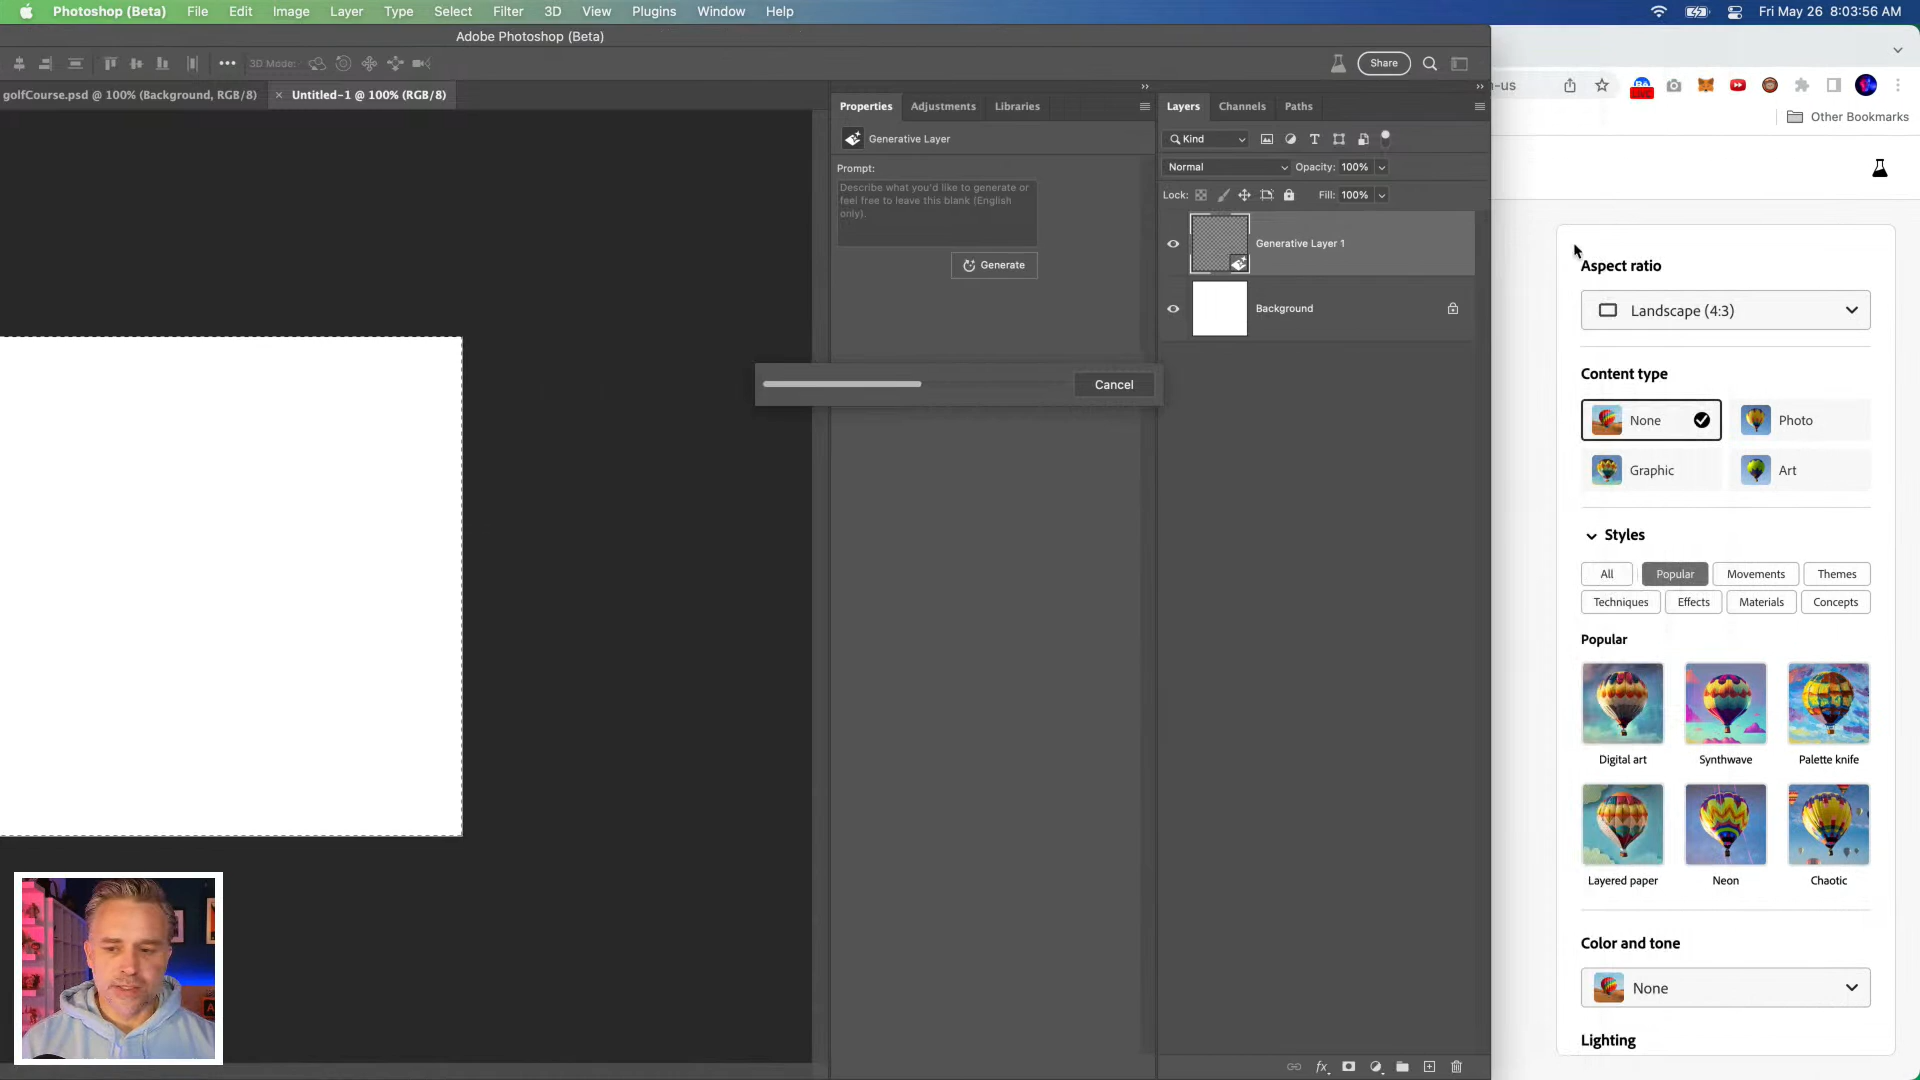 Photoshop (Beta) File Edit Image Layer Type Select Filter 3D View Plugins Window Help Fri May 26 8:03:56 AM
Adobe Photoshop (Beta)
3D Mode: Share
golfCourse.psd @ 100% (Background, RGB/8) × Untitled-1 @ 100% (RGB/8)
n-us
Other Bookmarks
Properties Adjustments Libraries
Generative Layer
Prompt:
Describe what you'd like to generate or
feel free to leave this blank (English
only).
Generate
Cancel
Layers Channels Paths
Kind
Normal Opacity: 100%
Lock: Fill: 100%
Generative Layer 1
Background
fx
Aspect ratio
Landscape (4:3)
Content type
None Photo
Graphic Art
Styles
All Popular Movements Themes
Techniques Effects Materials Concepts
Popular
Digital art Synthwave Palette knife
Layered paper Neon Chaotic
Color and tone
None
Lighting